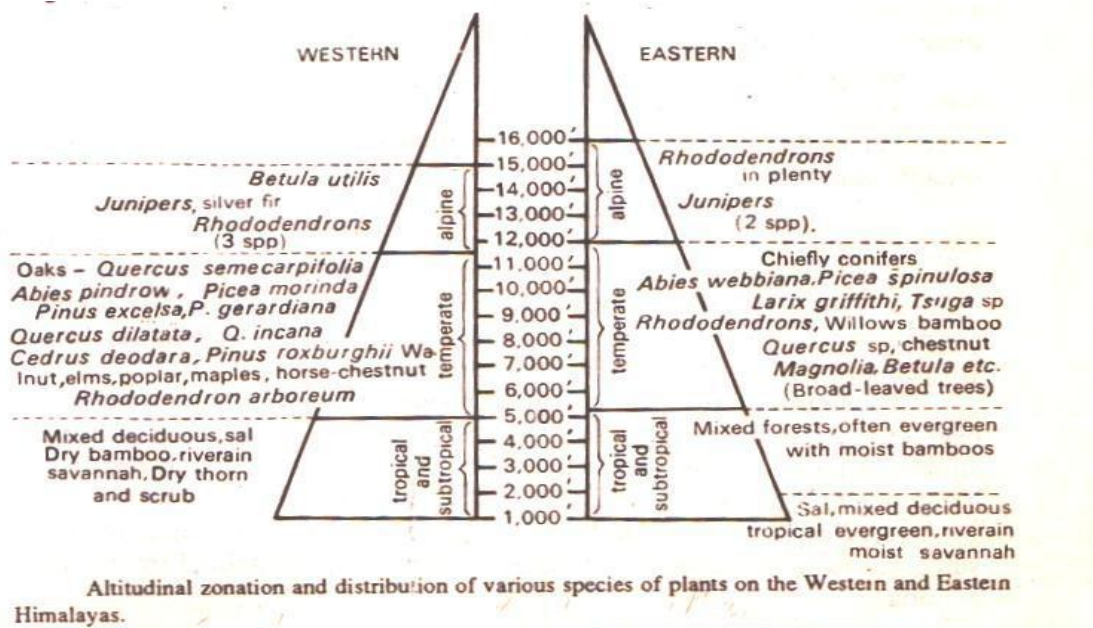 WESTERN
EASTERN
16,000′
15,000′
14,000′
13,000′
12,000′
11,000′
10,000′
9,000′
8,000′
7,000′
6,000′
5,000′
4,000′
3,000′
2,000′
1,000′
Betula utilis
Junipers, silver fir
Rhododendrons
(3 spp)
alpine
Oaks – Quercus semecarpifolia
Abies pindrow, Picea morinda
Pinus excelsa, P. gerardiana
Quercus dilatata, Q. incana
Cedrus deodara, Pinus roxburghii Wa-
lnut, elms, poplar, maples, horse-chestnut
Rhododendron arboreum
temperate
Mixed deciduous, sal
Dry bamboo. riverain
savannah. Dry thorn
and scrub
tropical
and
subtropical
alpine
Rhododendrons
in plenty
Junipers
(2 spp).
temperate
Chiefly conifers
Abies webbiana, Picea spinulosa
Larix griffithi, Tsuga sp
Rhododendrons, Willows bamboo
Quercus sp, chestnut
Magnolia, Betula etc.
(Broad-leaved trees)
tropical
and
subtropical
Mixed forests, often evergreen
with moist bamboos
Sal, mixed deciduous
tropical evergreen, riverain
moist savannah
Altitudinal zonation and distribution of various species of plants on the Western and Eastern
Himalayas.